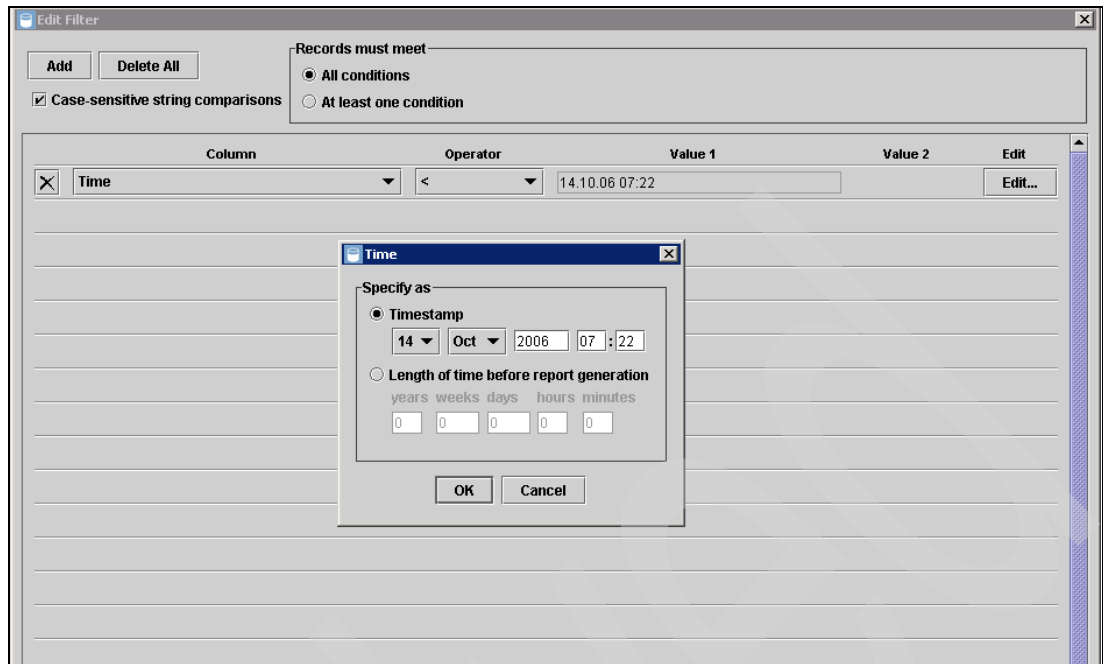 Edit Filter
Add Delete All
Case-sensitive string comparisons
Records must meet
All conditions
At least one condition
Column Operator Value 1 Value 2 Edit
Time < 14.10.06 07:22 Edit...
Time
Specify as
Timestamp
14 Oct 2006 07 : 22
Length of time before report generation
years weeks days hours minutes
0 0 0 0 0
OK Cancel